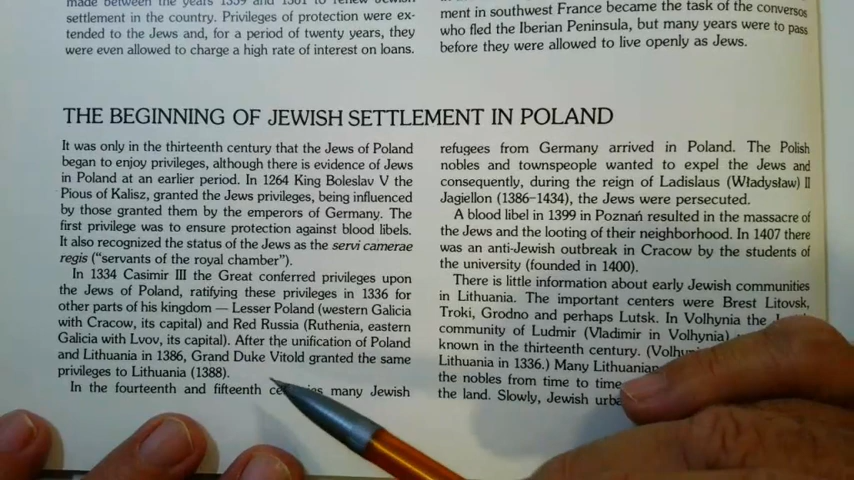 made between the years 1359 and 1361 to renew Jewish
settlement in the country. Privileges of protection were ex-
tended to the Jews and, for a period of twenty years, they
were even allowed to charge a high rate of interest on loans.
ment in southwest France became the task of the conversos
who fled the Iberian Peninsula, but many years were to pass
before they were allowed to live openly as Jews.
THE BEGINNING OF JEWISH SETTLEMENT IN POLAND
It was only in the thirteenth century that the Jews of Poland
began to enjoy privileges, although there is evidence of Jews
in Poland at an earlier period. In 1264 King Boleslav V the
Pious of Kalisz, granted the Jews privileges, being influenced
by those granted them by the emperors of Germany. The
first privilege was to ensure protection against blood libels.
It also recognized the status of the Jews as the servi camerae
regis ("servants of the royal chamber").
In 1334 Casimir III the Great conferred privileges upon
the Jews of Poland, ratifying these privileges in 1336 for
other parts of his kingdom — Lesser Poland (western Galicia
with Cracow, its capital) and Red Russia (Ruthenia, eastern
Galicia with Lvov, its capital). After the unification of Poland
and Lithuania in 1386, Grand Duke Vitold granted the same
privileges to Lithuania (1388).
In the fourteenth and fifteenth many Jewish
refugees from Germany arrived in Poland. The Polish
nobles and townspeople wanted to expel the Jews and
consequently, during the reign of Ladislaus (Władysław) II
Jagiellon (1386–1434), the Jews were persecuted.
A blood libel in 1399 in Poznań resulted in the massacre of
the Jews and the looting of their neighborhood. In 1407 there
was an anti-Jewish outbreak in Cracow by the students of
the university (founded in 1400).
There is little information about early Jewish communities
in Lithuania. The important centers were Brest Litovsk,
Troki, Grodno and perhaps Lutsk. In Volhynia the
community of Ludmir (Vladimir in Volhynia)
known in the thirteenth century.
Lithuania in 1336.) Many
the nobles from time to time
the land. Slowly, Jewish